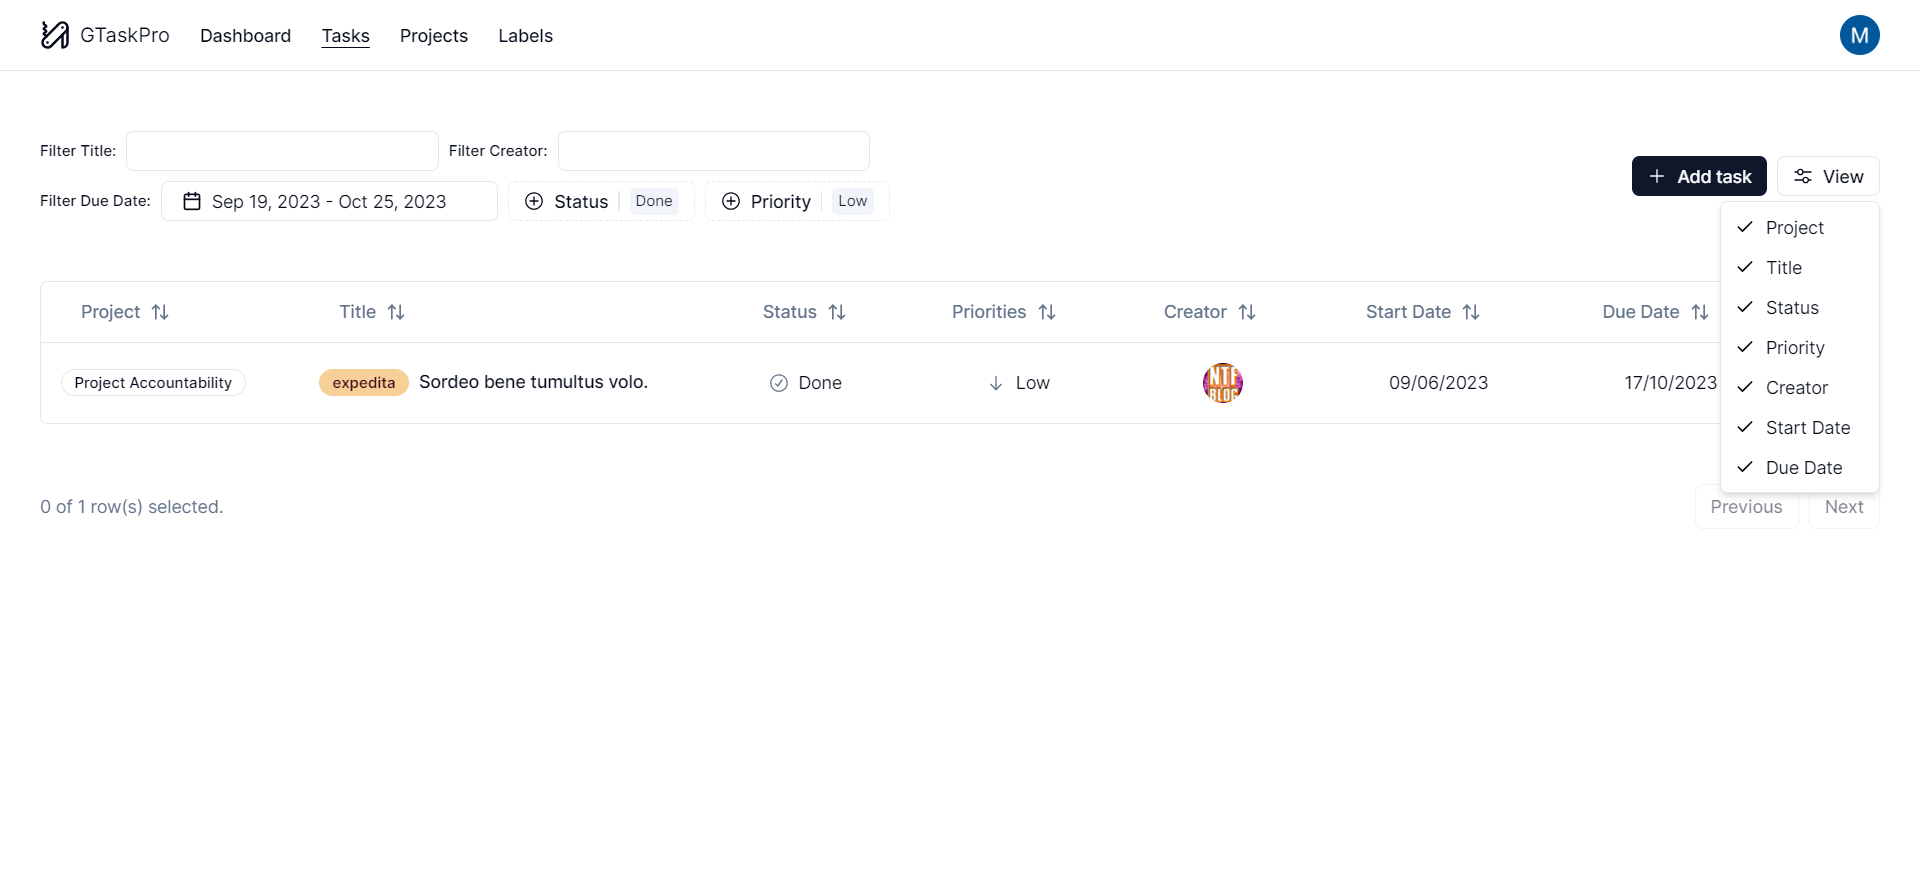 GTaskPro Dashboard Tasks Projects Labels M
Filter Title: Filter Creator:
Filter Due Date: Sep 19, 2023 - Oct 25, 2023 Status Done Priority Low
Add task View
Project
Title
Status
Priority
Creator
Start Date
Due Date
Project Title Status Priorities Creator Start Date Due Date
Project Accountability expedita Sordeo bene tumultus volo. Done Low NTF BLOG 09/06/2023 17/10/2023
0 of 1 row(s) selected.
Previous Next